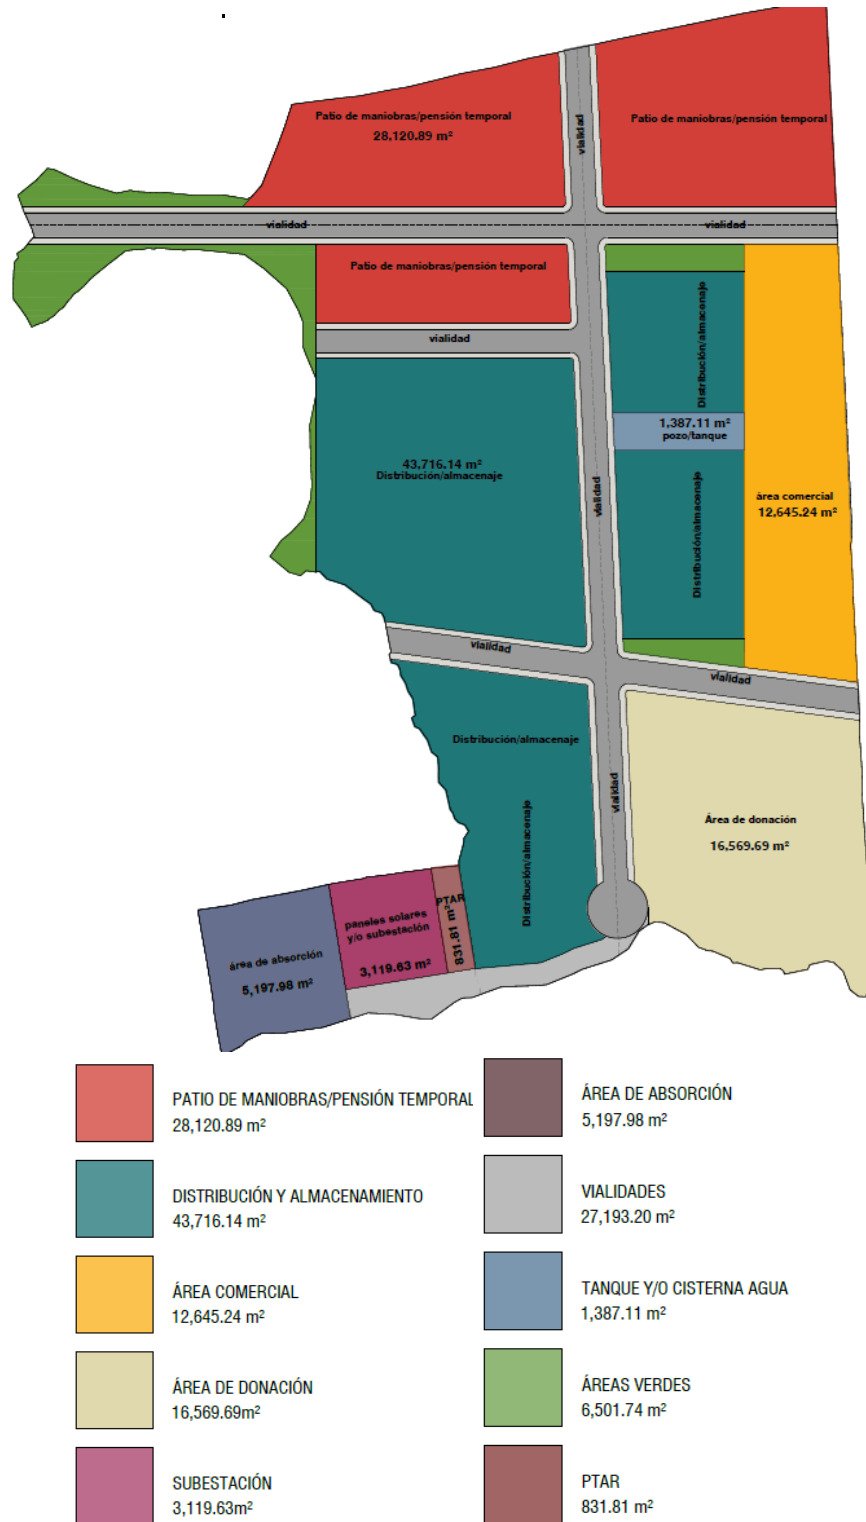 Patio de maniobras/pensión temporal
28,120.89 m²
vialidad
Patio de maniobras/pensión temporal
vialidad
vialidad
Patio de maniobras/pensión temporal
vialidad
Distribución/almacenaje
1,387.11 m²
pozo/tanque
43,716.14 m²
Distribución/almacenaje
vialidad
Distribución/almacenaje
área comercial
12,645.24 m²
vialidad
vialidad
Distribución/almacenaje
Distribución/almacenaje
vialidad
Área de donación
16,569.69 m²
PTAR
831.81 m²
paneles solares
y/o subestación
3,119.63 m²
área de absorción
5,197.98 m²
PATIO DE MANIOBRAS/PENSIÓN TEMPORAL
28,120.89 m²
DISTRIBUCIÓN Y ALMACENAMIENTO
43,716.14 m²
ÁREA COMERCIAL
12,645.24 m²
ÁREA DE DONACIÓN
16,569.69m²
SUBESTACIÓN
3,119.63m²
ÁREA DE ABSORCIÓN
5,197.98 m²
VIALIDADES
27,193.20 m²
TANQUE Y/O CISTERNA AGUA
1,387.11 m²
ÁREAS VERDES
6,501.74 m²
PTAR
831.81 m²